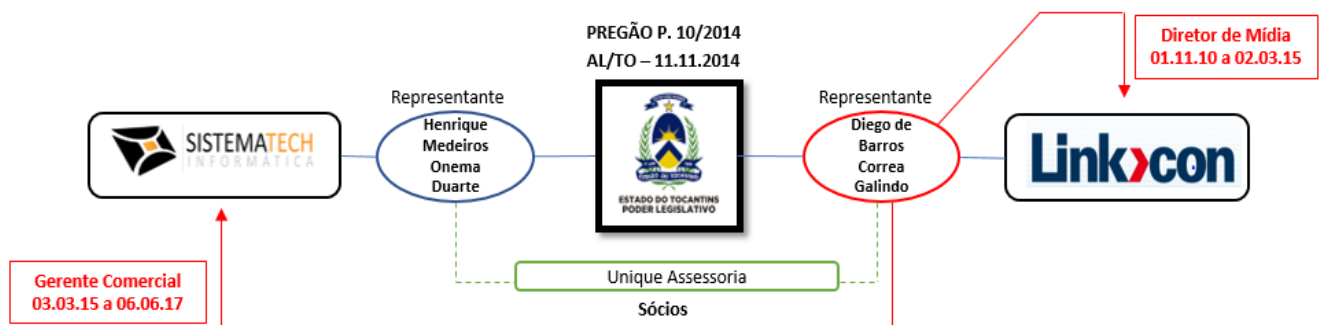 PREGÃO P. 10/2014
AL/TO – 11.11.2014
Diretor de Mídia
01.11.10 a 02.03.15
Representante
Representante
SISTEMATECH
INFORMÁTICA
Henrique
Medeiros
Onema
Duarte
ESTADO DO TOCANTINS
PODER LEGISLATIVO
Diego de
Barros
Correa
Galindo
Link>con
Gerente Comercial
03.03.15 a 06.06.17
Unique Assessoria
Sócios